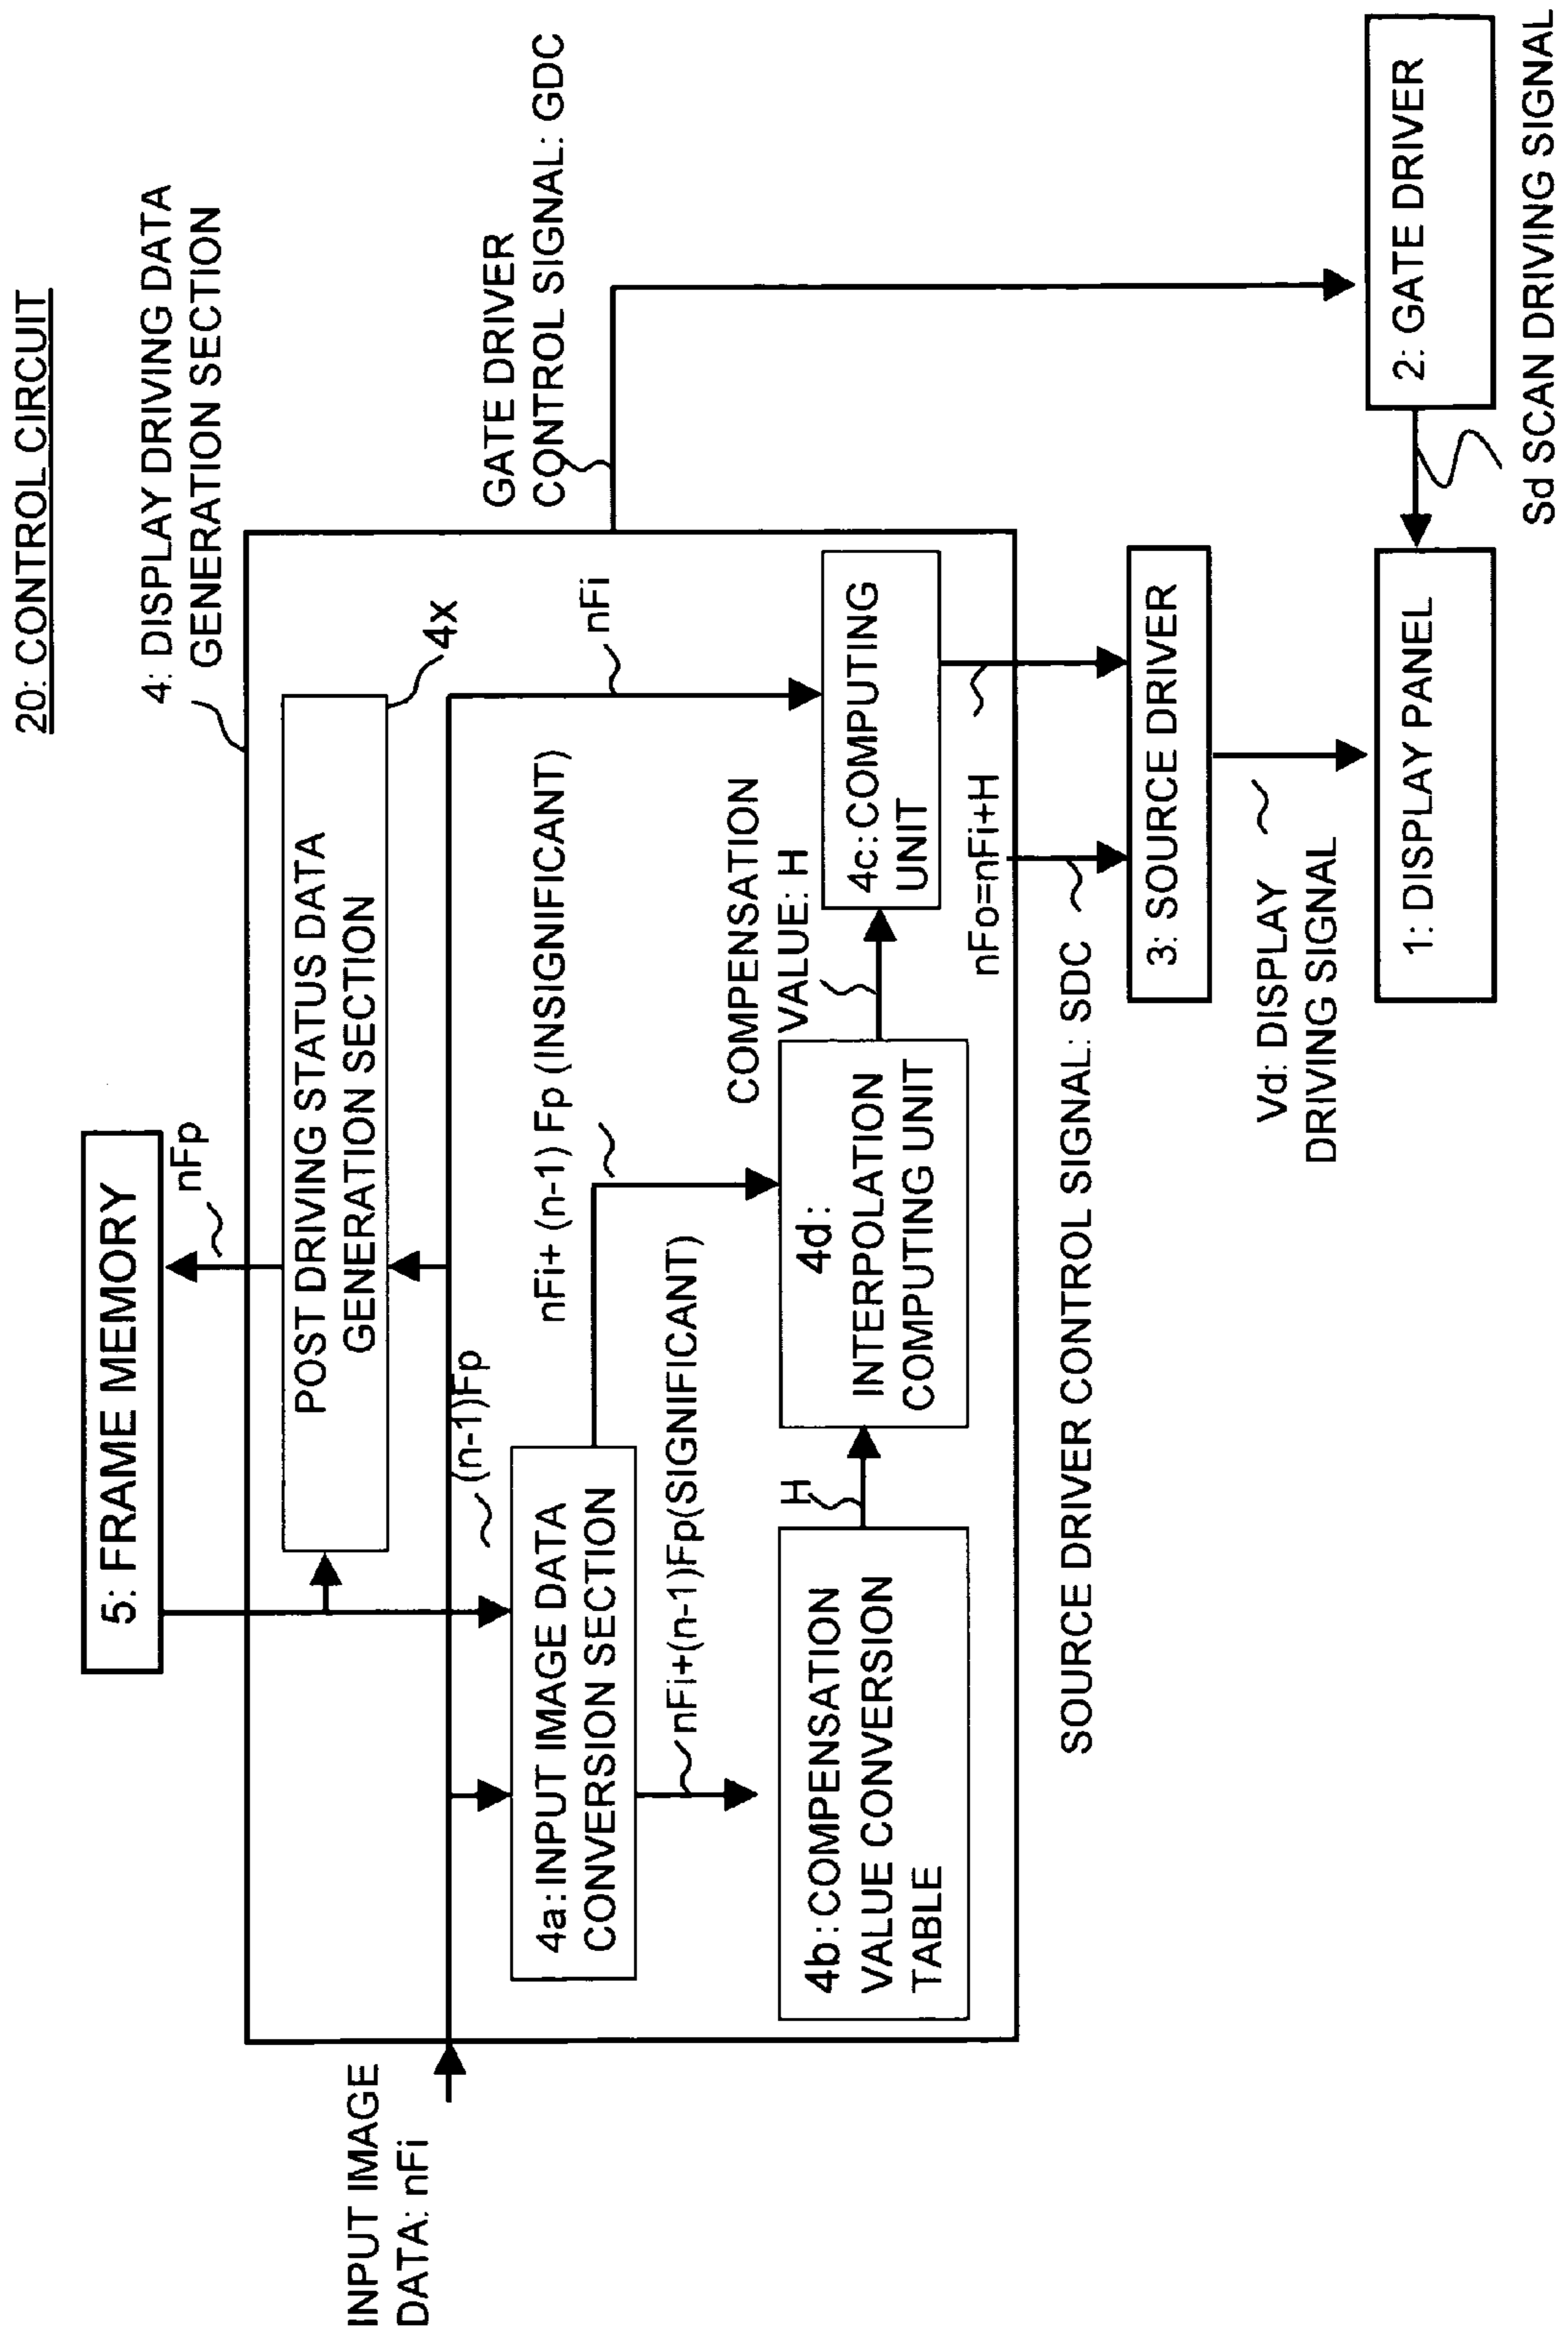 20: CONTROL CIRCUIT
4: DISPLAY DRIVING DATA
GENERATION SECTION
5: FRAME MEMORY
nFp
POST DRIVING STATUS DATA
GENERATION SECTION
4x
GATE DRIVER
CONTROL SIGNAL: GDC
INPUT IMAGE
DATA: nFi
(n-1)Fp
nFi
4a:INPUT IMAGE DATA
CONVERSION SECTION
nFi+ (n-1) Fp (INSIGNIFICANT)
nFi+(n-1)Fp(SIGNIFICANT)
COMPENSATION
VALUE: H
4b:COMPENSATION
VALUE CONVERSION
TABLE
H
4d:
INTERPOLATION
COMPUTING UNIT
4c:COMPUTING
UNIT
nFo=nFi+H
SOURCE DRIVER CONTROL SIGNAL: SDC
3: SOURCE DRIVER
Vd: DISPLAY
DRIVING SIGNAL
1: DISPLAY PANEL
2: GATE DRIVER
Sd SCAN DRIVING SIGNAL